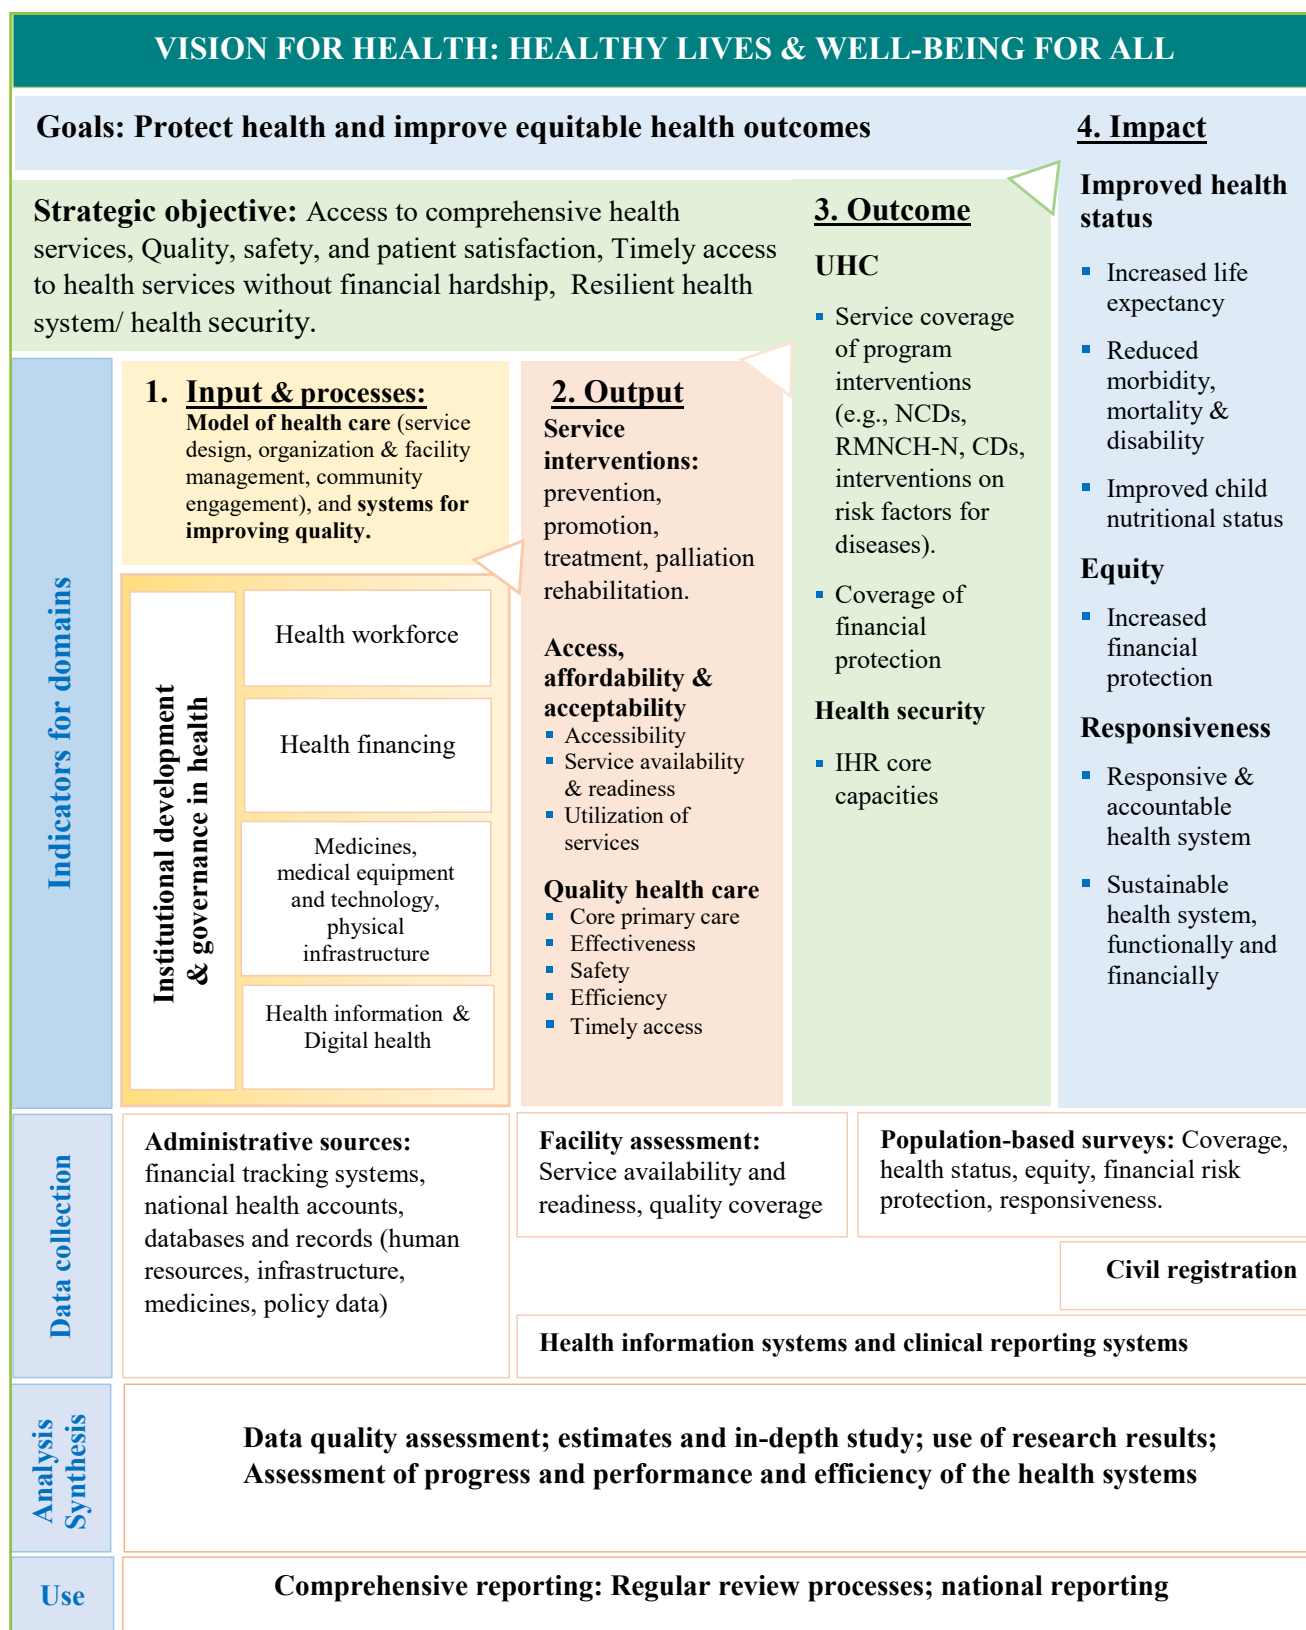 VISION FOR HEALTH: HEALTHY LIVES & WELL-BEING FOR ALL
Goals: Protect health and improve equitable health outcomes
Strategic objective: Access to comprehensive health
services, Quality, safety, and patient satisfaction, Timely access
to health services without financial hardship, Resilient health
system/ health security.
Indicators for domains
1. Input & processes:
Model of health care (service
design, organization & facility
management, community
engagement), and systems for
improving quality.
Institutional development
& governance in health
Health workforce
Health financing
Medicines,
medical equipment
and technology,
physical
infrastructure
Health information &
Digital health
2. Output
Service
interventions:
prevention,
promotion,
treatment, palliation
rehabilitation.
Access,
affordability &
acceptability
▪ Accessibility
▪ Service availability
& readiness
▪ Utilization of
services
Quality health care
▪ Core primary care
▪ Effectiveness
▪ Safety
▪ Efficiency
▪ Timely access
3. Outcome
UHC
▪ Service coverage
of program
interventions
(e.g., NCDs,
RMNCH-N, CDs,
interventions on
risk factors for
diseases).
▪ Coverage of
financial
protection
Health security
▪ IHR core
capacities
4. Impact
Improved health
status
▪ Increased life
expectancy
▪ Reduced
morbidity,
mortality &
disability
▪ Improved child
nutritional status
Equity
▪ Increased
financial
protection
Responsiveness
▪ Responsive &
accountable
health system
▪ Sustainable
health system,
functionally and
financially
Data collection
Administrative sources:
financial tracking systems,
national health accounts,
databases and records (human
resources, infrastructure,
medicines, policy data)
Facility assessment:
Service availability and
readiness, quality coverage
Population-based surveys: Coverage,
health status, equity, financial risk
protection, responsiveness.
Civil registration
Health information systems and clinical reporting systems
Analysis
Synthesis
Data quality assessment; estimates and in-depth study; use of research results;
Assessment of progress and performance and efficiency of the health systems
Use
Comprehensive reporting: Regular review processes; national reporting